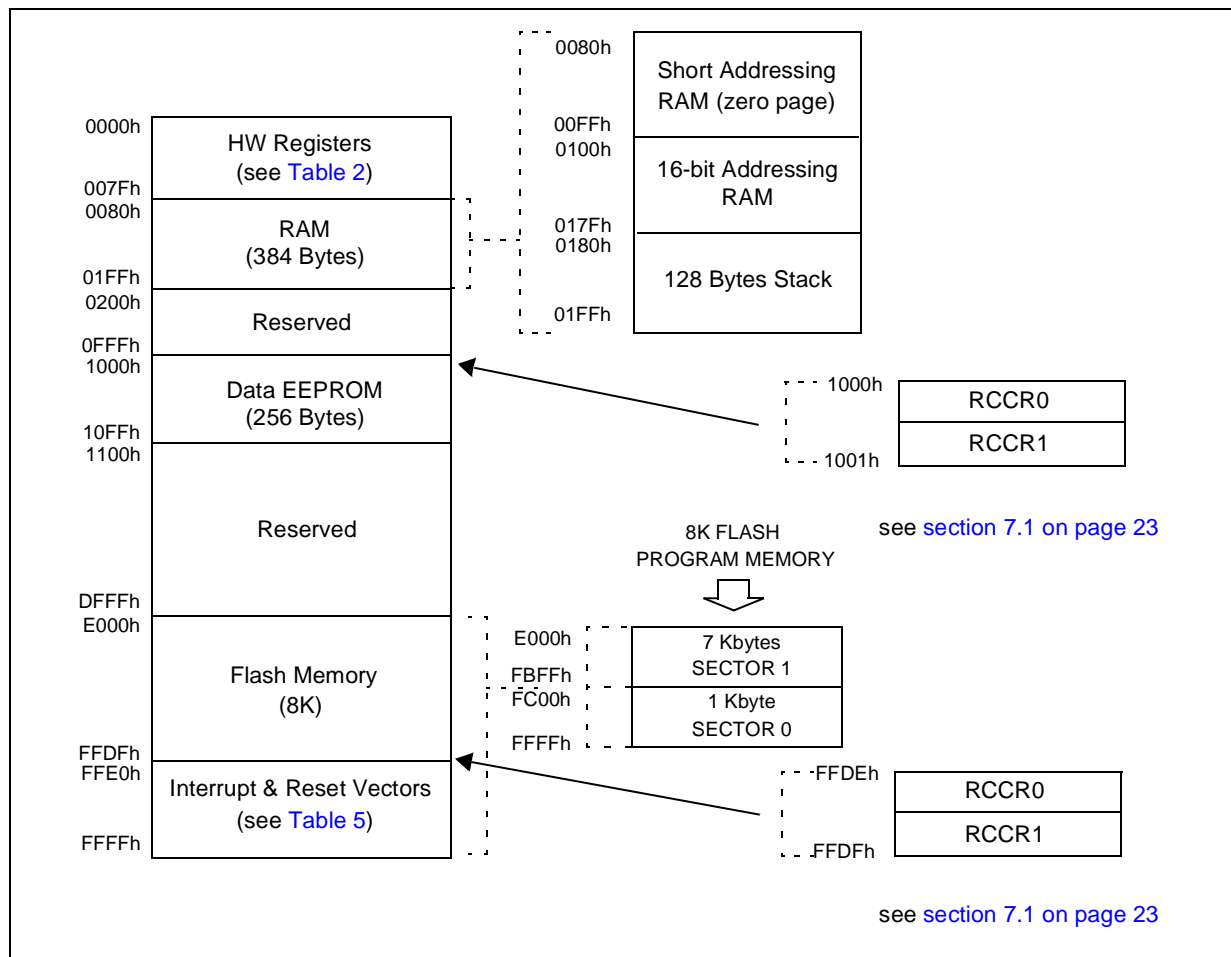 0000h
HW Registers
(see Table 2)
007Fh
0080h
RAM
(384 Bytes)
01FFh
0200h
Reserved
0FFFh
1000h
Data EEPROM
(256 Bytes)
10FFh
1100h
Reserved
DFFFh
E000h
Flash Memory
(8K)
FFDFh
FFE0h
Interrupt & Reset Vectors
(see Table 5)
FFFFh
0080h
Short Addressing
RAM (zero page)
00FFh
0100h
16-bit Addressing
RAM
017Fh
0180h
128 Bytes Stack
01FFh
1000h
RCCR0
RCCR1
1001h
see section 7.1 on page 23
8K FLASH
PROGRAM MEMORY
E000h
7 Kbytes
SECTOR 1
FBFFh
FC00h
1 Kbyte
SECTOR 0
FFFFh
FFDEh
RCCR0
RCCR1
FFDFh
see section 7.1 on page 23